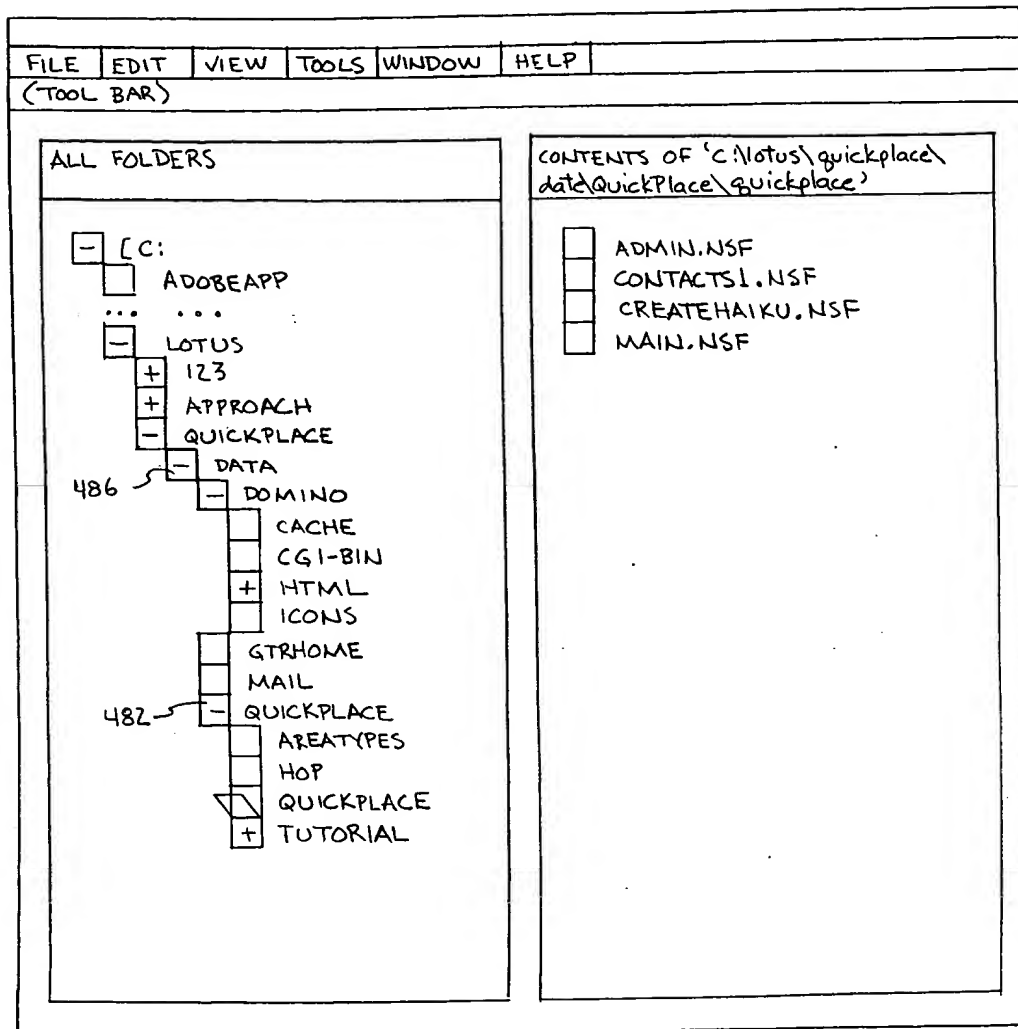 FILE EDIT VIEW TOOLS WINDOW HELP
(TOOL BAR)
ALL FOLDERS
[C:
ADOBEAPP
... ...
LOTUS
123
APPROACH
QUICKPLACE
DATA
486
DOMINO
CACHE
CGI-BIN
HTML
ICONS
GTRHOME
MAIL
482
QUICKPLACE
AREATYPES
HOP
QUICKPLACE
TUTORIAL
CONTENTS OF 'C:\lotus\quickplace\
date\QuickPlace\quickplace'
ADMIN.NSF
CONTACTS1.NSF
CREATEHAIKU.NSF
MAIN.NSF